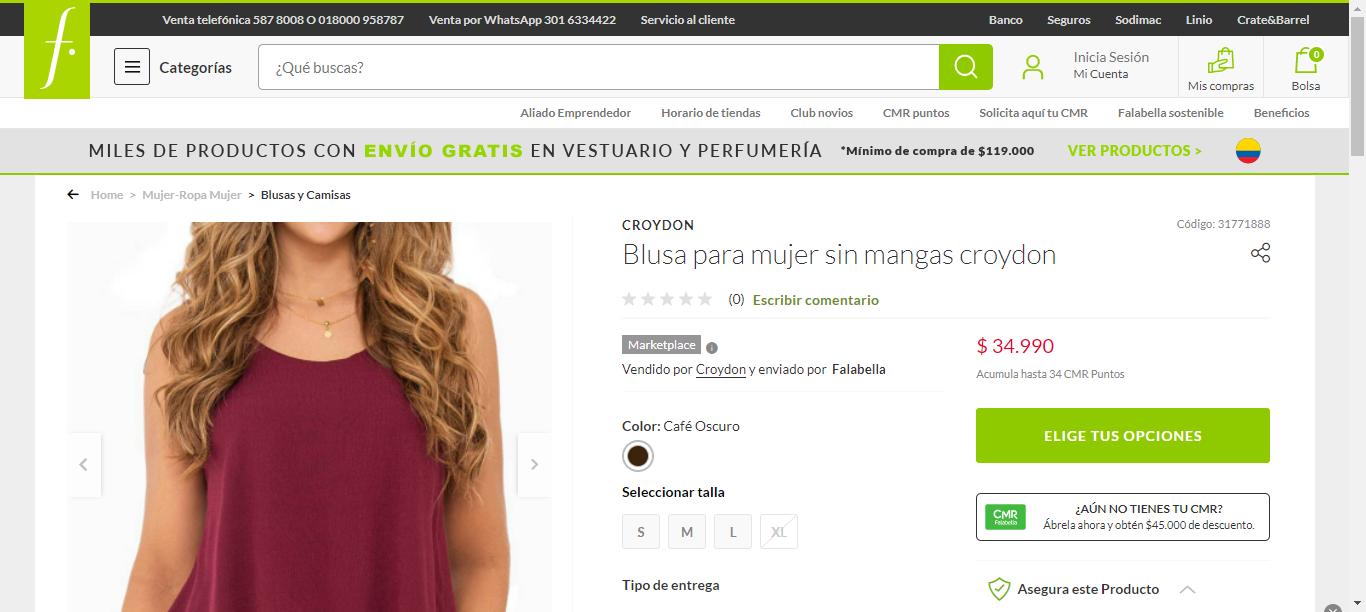 Venta telefónica 587 8008 O 018000 958787 Venta por WhatsApp 301 6334422 Servicio al cliente Banco Seguros Sodimac Linio Crate&Barrel
f.
Categorías
¿Qué buscas?
Inicia Sesión
Mi Cuenta
Mis compras
0
Bolsa
Aliado Emprendedor Horario de tiendas Club novios CMR puntos Solicita aquí tu CMR Falabella sostenible Beneficios
MILES DE PRODUCTOS CON ENVÍO GRATIS EN VESTUARIO Y PERFUMERÍA *Mínimo de compra de $119.000 VER PRODUCTOS >
Home > Mujer-Ropa Mujer > Blusas y Camisas
CROYDON
Código: 31771888
Blusa para mujer sin mangas croydon
(0) Escribir comentario
Marketplace
Vendido por Croydon y enviado por Falabella
$ 34.990
Acumula hasta 34 CMR Puntos
Color: Café Oscuro
ELIGE TUS OPCIONES
Seleccionar talla
S M L XL
CMR
Falabella
¿AÚN NO TIENES TU CMR?
Ábrela ahora y obtén $45.000 de descuento.
Tipo de entrega
Asegura este Producto